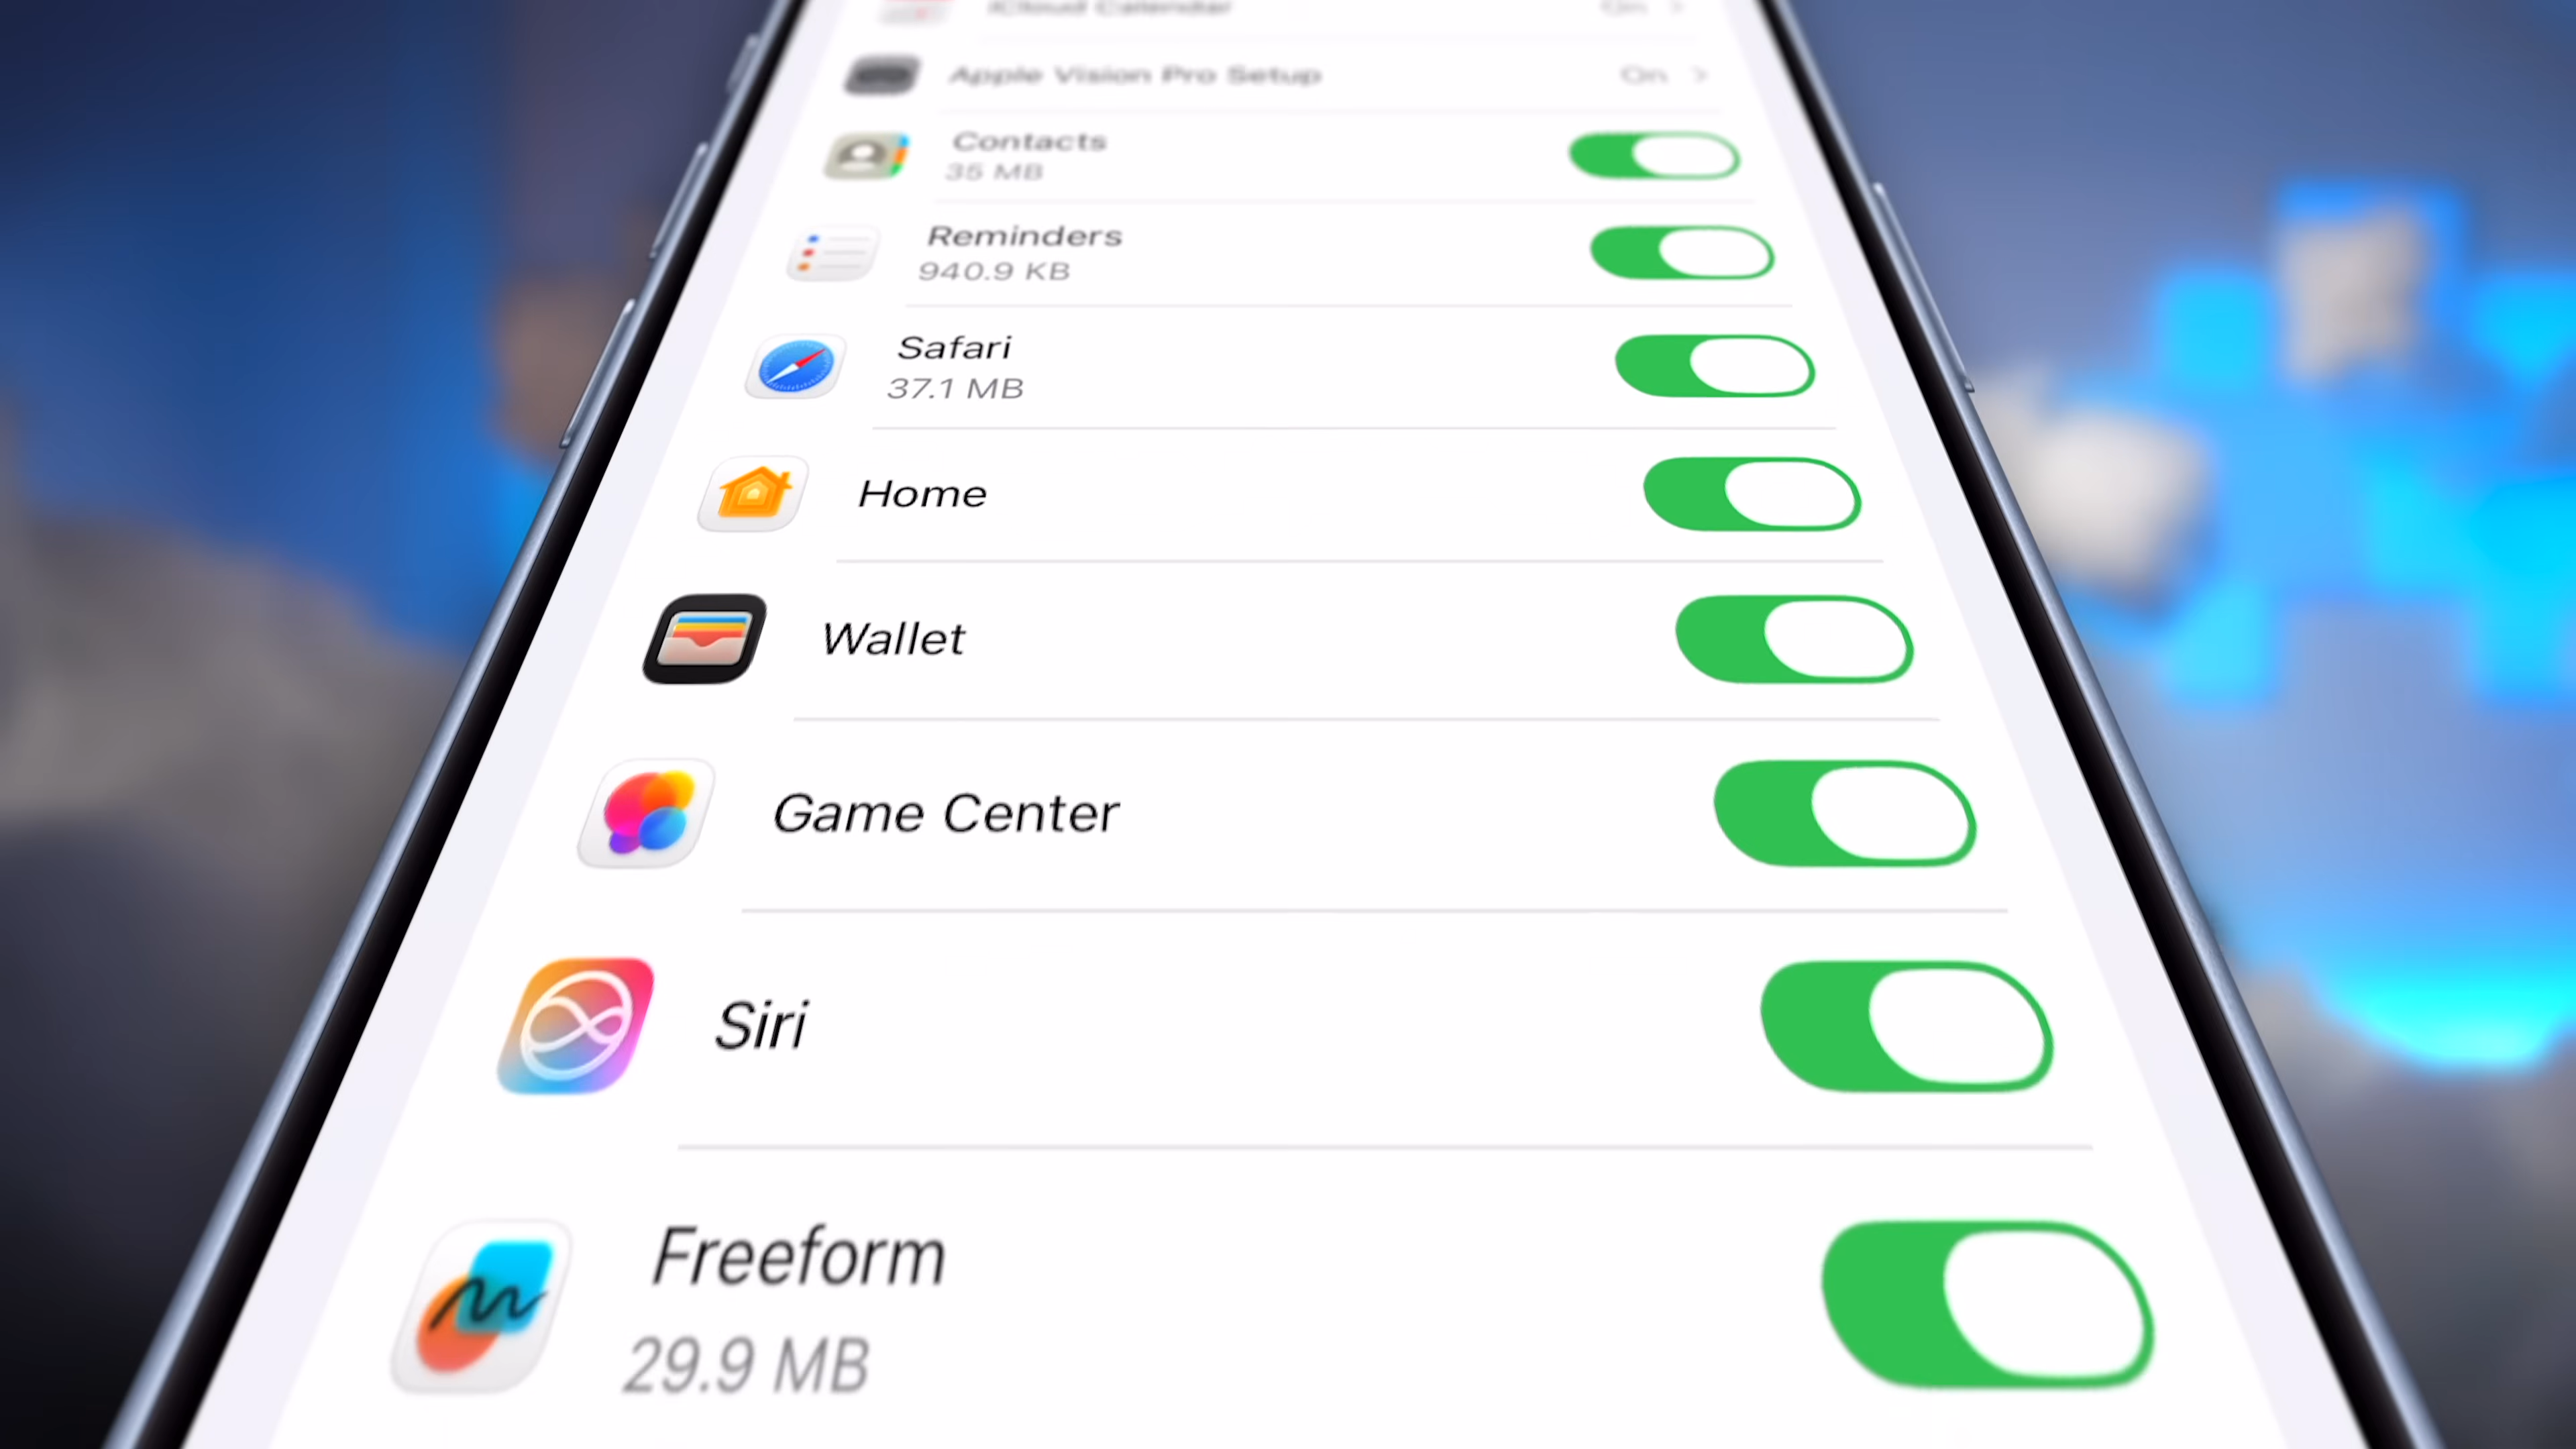 iCloud Calendar On
Apple Vision Pro Setup On
Contacts
35 MB
Reminders
940.9 KB
Safari
37.1 MB
Home
Wallet
Game Center
Siri
Freeform
29.9 MB